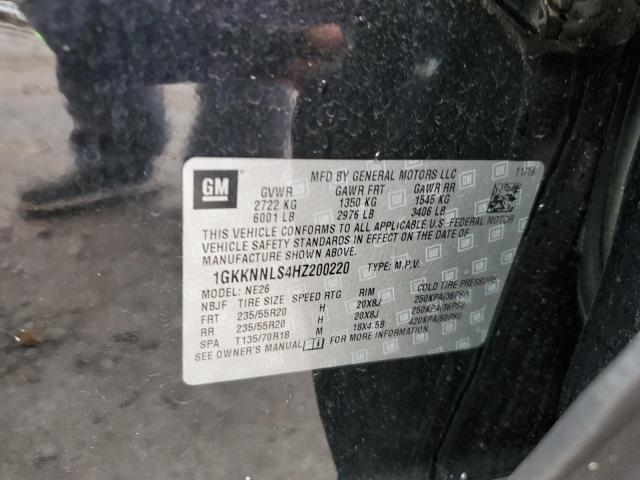 GM
MFD BY GENERAL MOTORS LLC 11/16
GVWR GAWR FRT GAWR RR
2722 KG 1350 KG 1545 KG
6001 LB 2976 LB 3406 LB
THIS VEHICLE CONFORMS TO ALL APPLICABLE U.S. FEDERAL MOTOR
VEHICLE SAFETY STANDARDS IN EFFECT ON THE DATE OF
MANUFACTURE SHOWN ABOVE.
1GKKNNLS4HZ200220 TYPE: M.P.V.
MODEL: NE26
NBJF TIRE SIZE SPEED RTG RIM COLD TIRE PRESSURE
FRT 235/55R20 H 20X8J 250KPA(36PSI)
RR 235/55R20 H 20X8J 250KPA(36PSI)
SPA T135/70R18 M 18X4.5B 420KPA(60PSI)
SEE OWNER'S MANUAL FOR MORE INFORMATION.